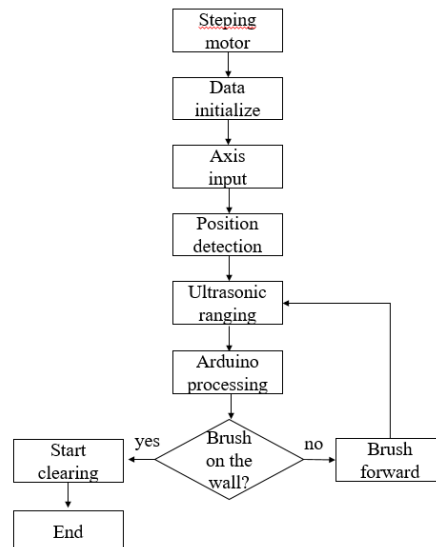 Steping
motor
Data
initialize
Axis
input
Position
detection
Ultrasonic
ranging
Arduino
processing
Brush
on the
wall?
yes
no
Start
clearing
Brush
forward
End